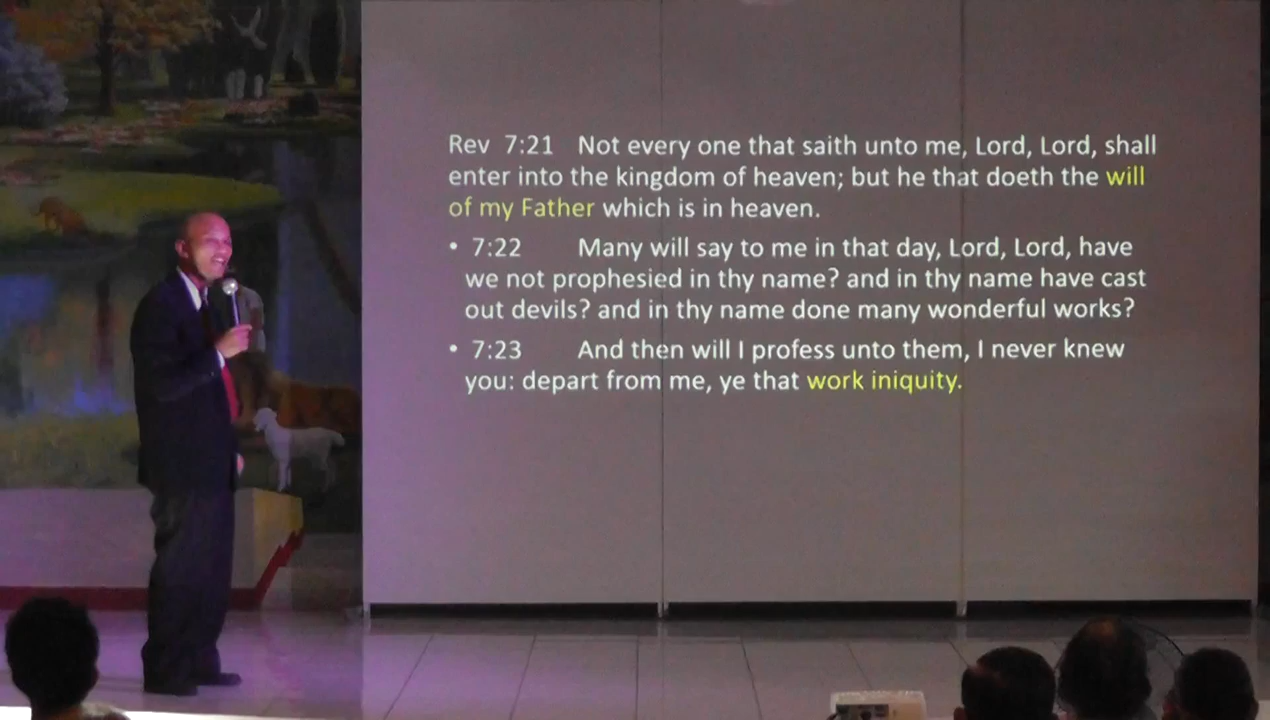 Rev 7:21 Not every one that saith unto me, Lord, Lord, shall
enter into the kingdom of heaven; but he that doeth the will
of my Father which is in heaven.
• 7:22 Many will say to me in that day, Lord, Lord, have
we not prophesied in thy name? and in thy name have cast
out devils? and in thy name done many wonderful works?
• 7:23 And then will I profess unto them, I never knew
you: depart from me, ye that work iniquity.